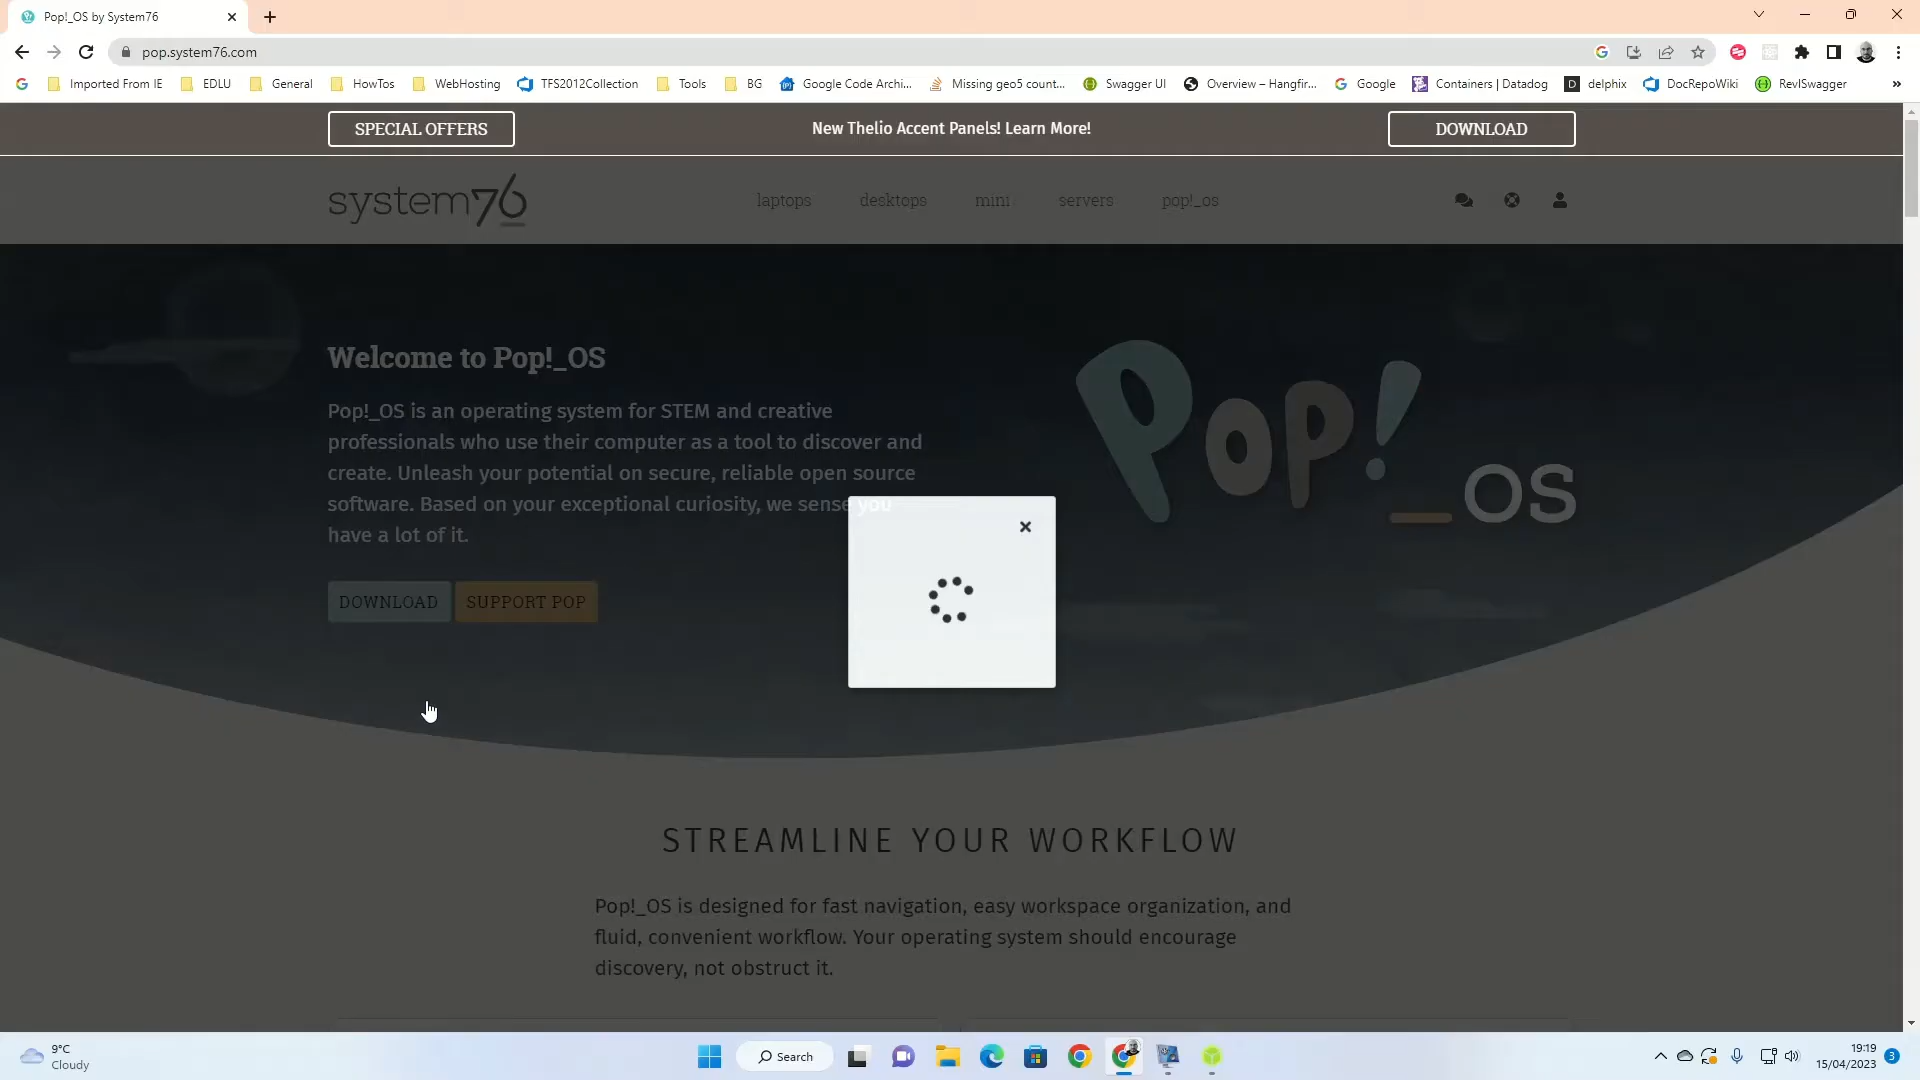 Pop!_OS by System76
pop.system76.com
Imported From IE
EDLU
General
HowTos
WebHosting
TFS2012Collection
Tools
BG
Google Code Archi...
Missing geo5 count...
Swagger UI
Overview – Hangfir...
Google
Containers | Datadog
delphix
DocRepoWiki
RevlSwagger
»
SPECIAL OFFERS
New Thelio Accent Panels! Learn More!
DOWNLOAD
system76
laptops
desktops
mini
servers
pop!_os
Welcome to Pop!_OS
Pop!_OS is an operating system for STEM and creative
professionals who use their computer as a tool to discover and
create. Unleash your potential on secure, reliable open source
software. Based on your exceptional curiosity, we sense you
have a lot of it.
DOWNLOAD
SUPPORT POP
Pop!_OS
STREAMLINE YOUR WORKFLOW
Pop!_OS is designed for fast navigation, easy workspace organization, and
fluid, convenient workflow. Your operating system should encourage
discovery, not obstruct it.
9°C
Cloudy
Search
19:19
15/04/2023
3